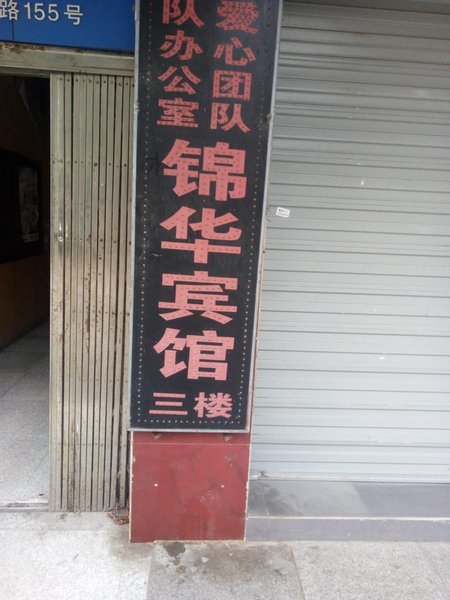 路155号
爱心团队
队办公室
锦华宾馆
三楼